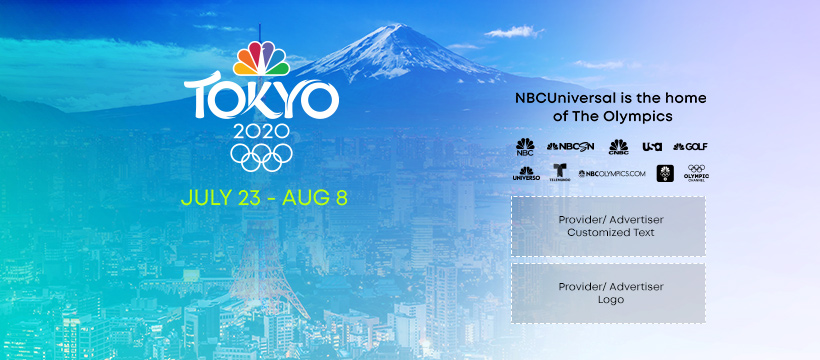 TOKYO
2020
JULY 23 - AUG 8
NBCUniversal is the home
of The Olympics
NBC NBCSN CNBC USA GOLF
UNIVERSO TELEMUNDO NBCOLYMPICS.COM OLYMPIC
CHANNEL
Provider/ Advertiser
Customized Text
Provider/ Advertiser
Logo